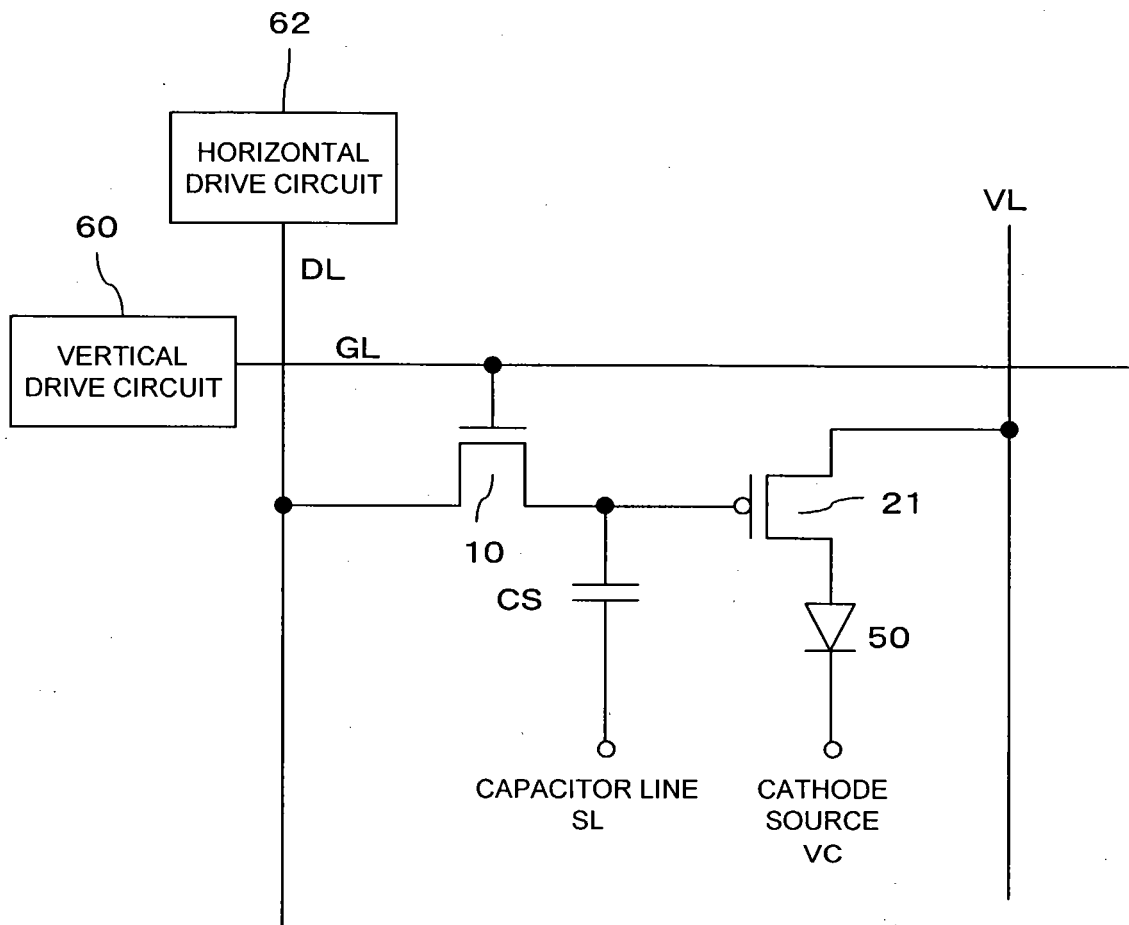 62
HORIZONTAL
DRIVE CIRCUIT
60
VL
DL
VERTICAL
DRIVE CIRCUIT
GL
10
21
CS
50
CAPACITOR LINE
SL
CATHODE
SOURCE
VC